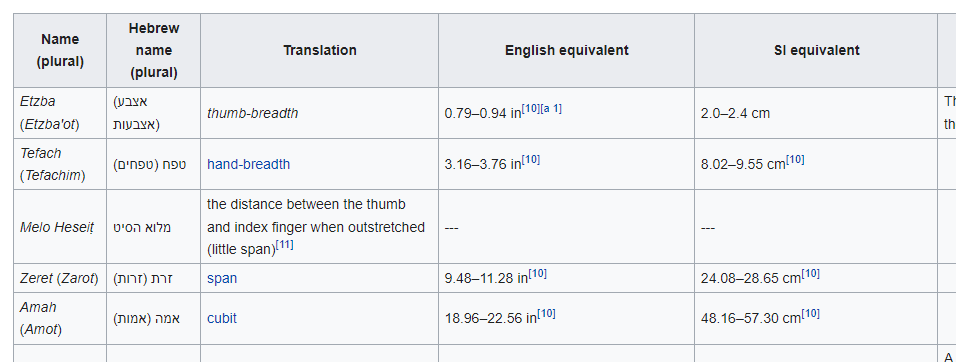 Name (plural)
Hebrew name (plural)
Translation
English equivalent
SI equivalent
Etzba (Etzba'ot)
אצבע (אצבעות)
thumb-breadth
0.79–0.94 in[10][a 1]
2.0–2.4 cm
Th
th
Tefach (Tefachim)
טפח (טפחים)
hand-breadth
3.16–3.76 in[10]
8.02–9.55 cm[10]
Melo Heseiṭ
מלוא הסיט
the distance between the thumb
and index finger when outstretched
(little span)[11]
---
---
Zeret (Zarot)
זרת (זרות)
span
9.48–11.28 in[10]
24.08–28.65 cm[10]
Amah (Amot)
אמה (אמות)
cubit
18.96–22.56 in[10]
48.16–57.30 cm[10]
A